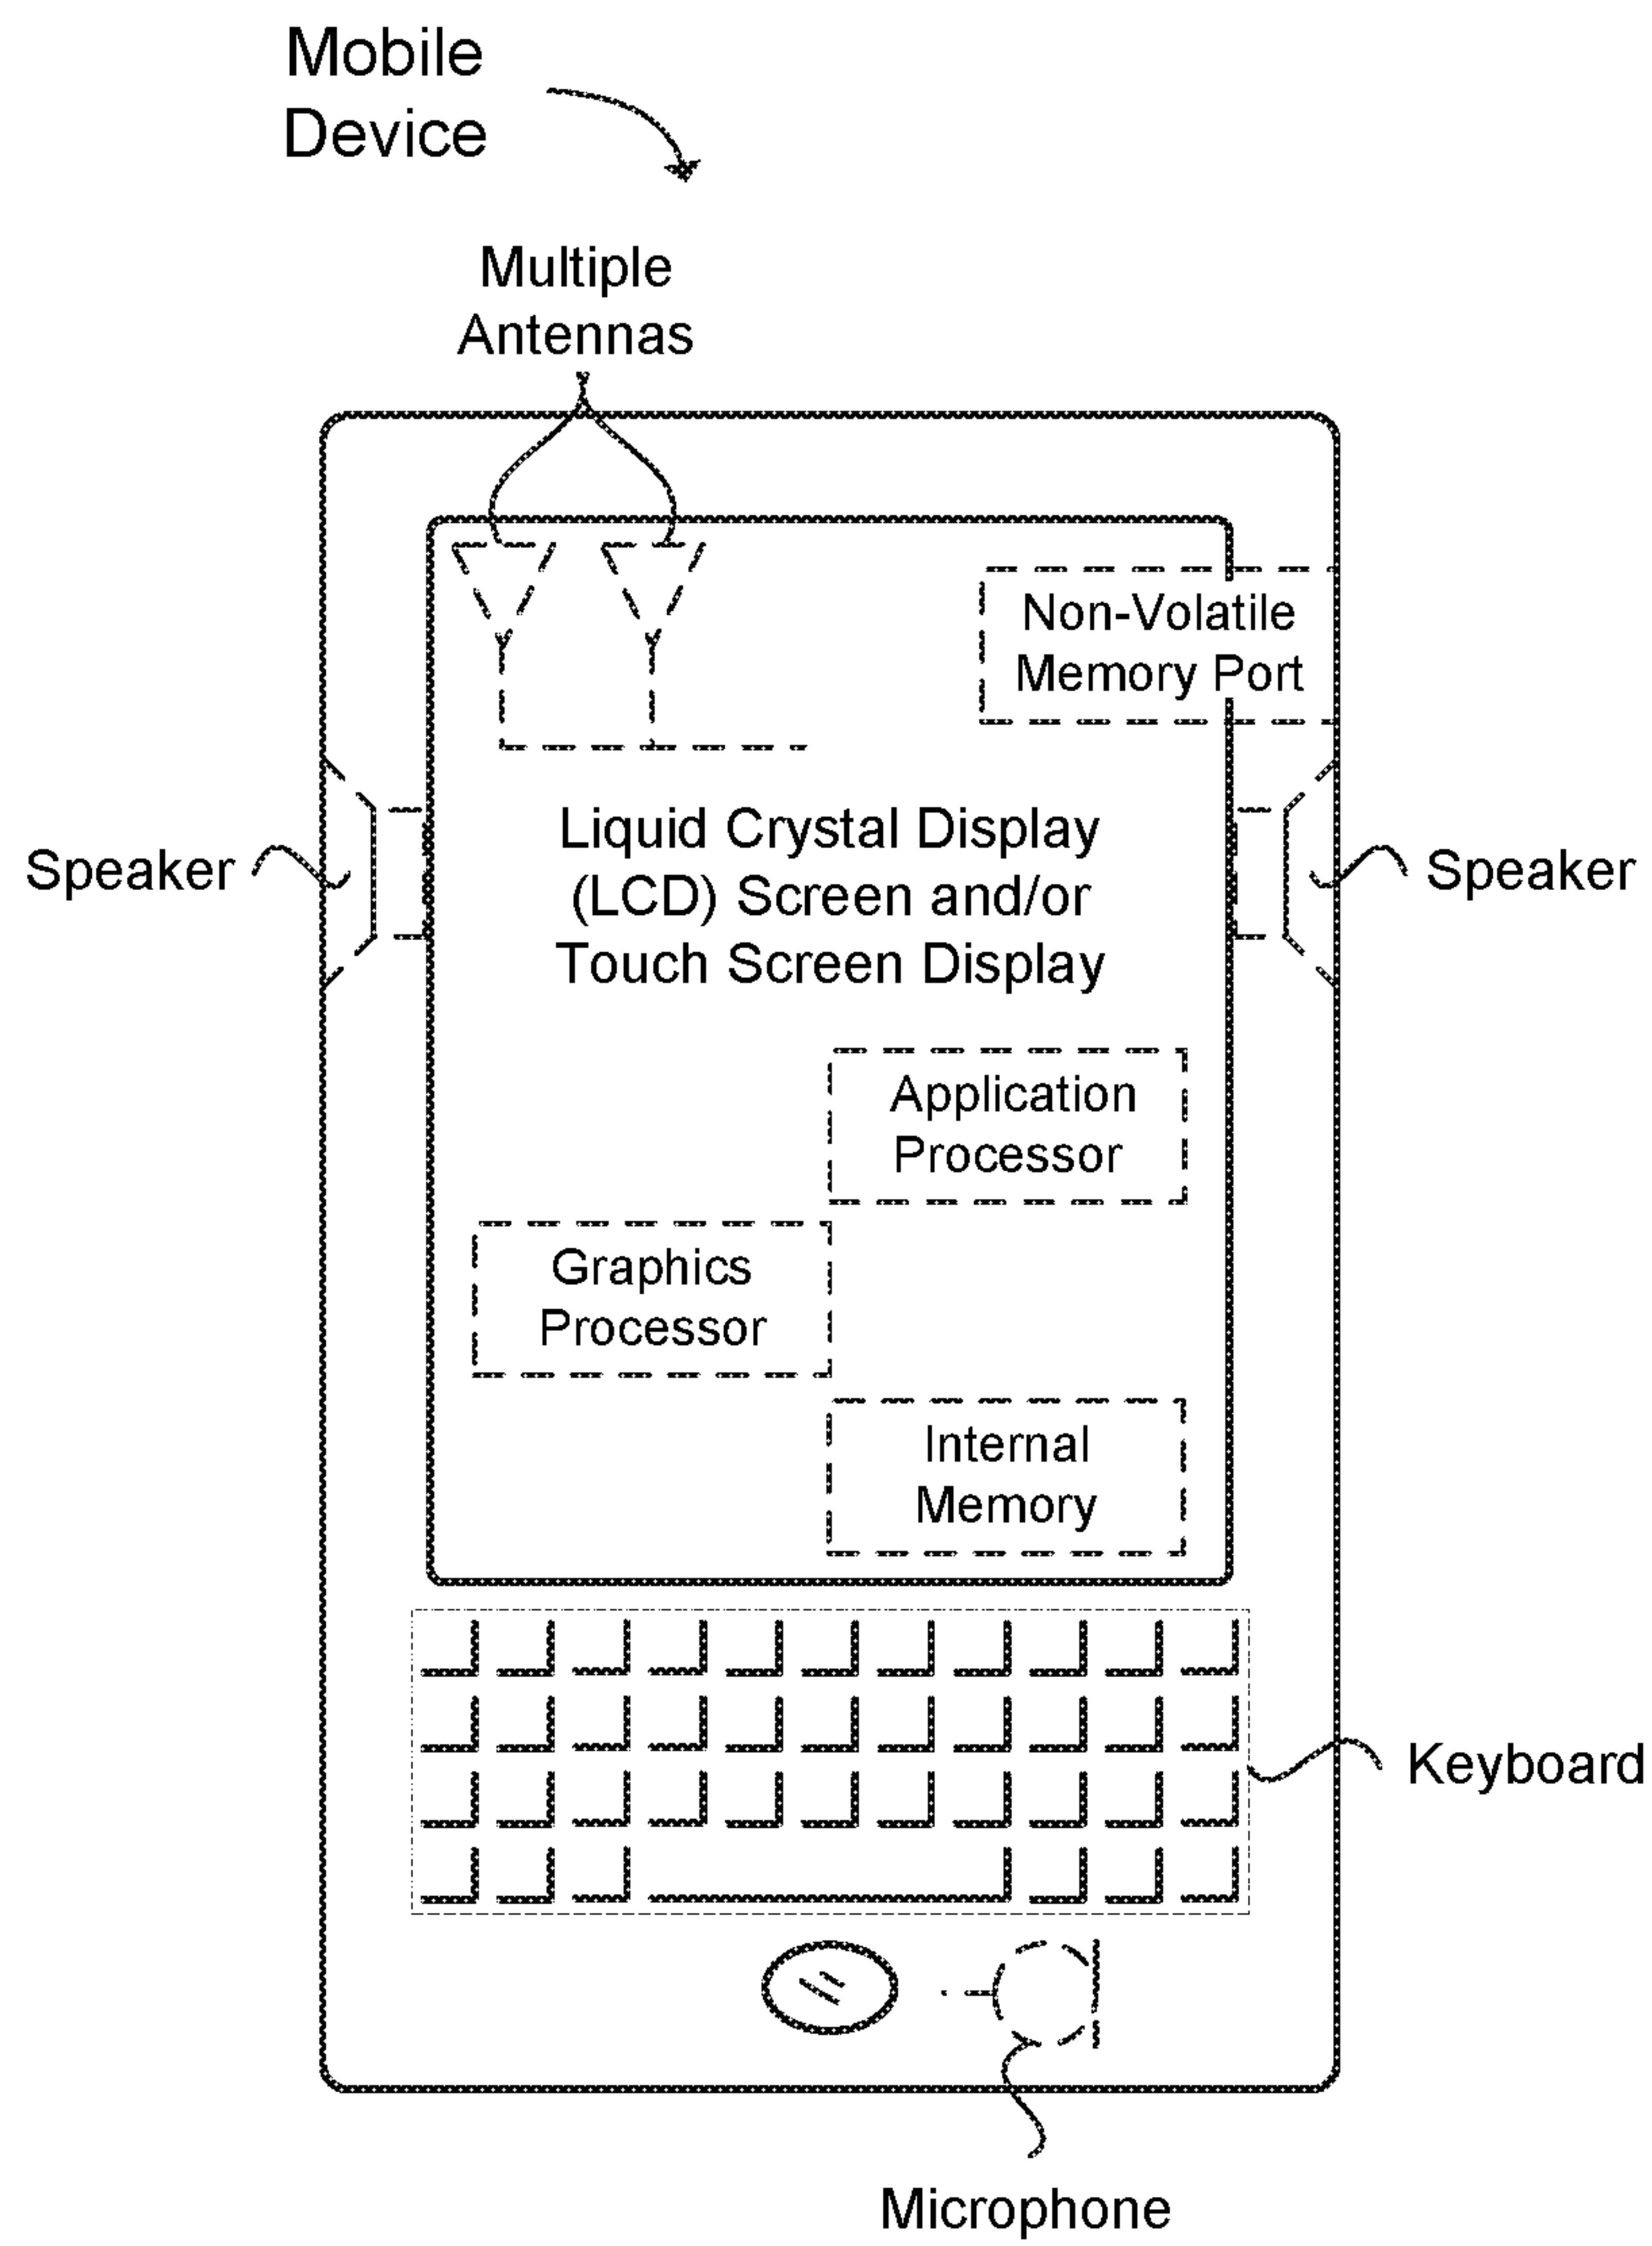 Mobile
Device
Multiple
Antennas
Non-Volatile
Memory Port
Speaker
Liquid Crystal Display
(LCD) Screen and/or
Touch Screen Display
Speaker
Application
Processor
Graphics
Processor
Internal
Memory
Keyboard
Microphone